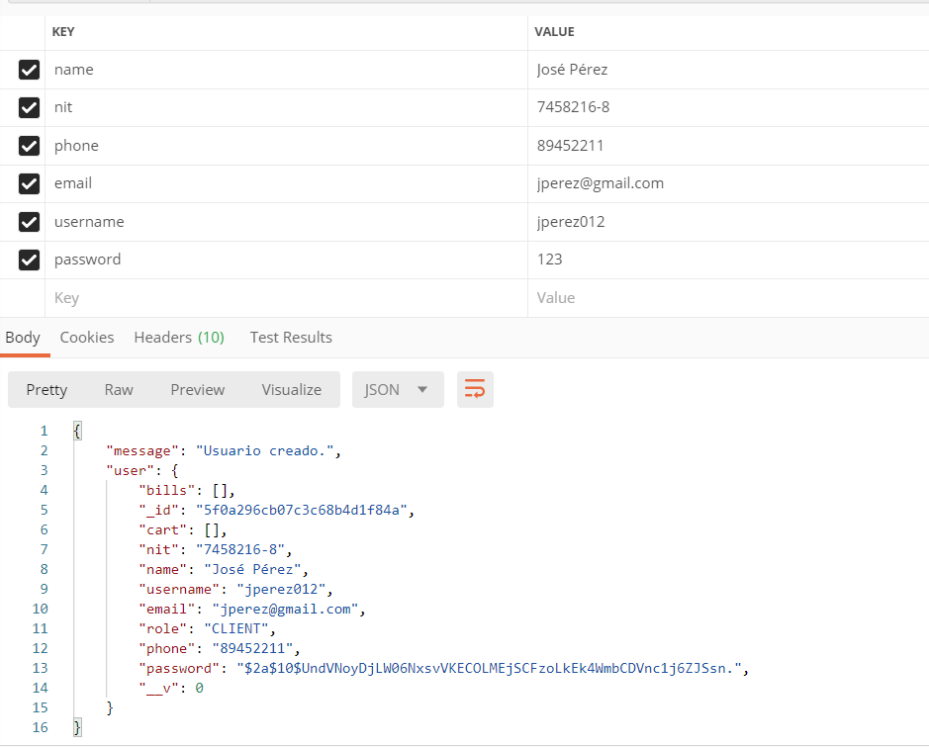 KEY VALUE
name José Pérez
nit 7458216-8
phone 89452211
email jperez@gmail.com
username jperez012
password 123
Key Value
Body Cookies Headers (10) Test Results
Pretty Raw Preview Visualize JSON
1 {
2 "message": "Usuario creado.",
3 "user": {
4 "bills": [],
5 "_id": "5f0a296cb07c3c68b4d1f84a",
6 "cart": [],
7 "nit": "7458216-8",
8 "name": "José Pérez",
9 "username": "jperez012",
10 "email": "jperez@gmail.com",
11 "role": "CLIENT",
12 "phone": "89452211",
13 "password": "$2a$10$UndVNoyDjLW06NxsvVKECOLMEjSCFzoLkEk4WmbCDVnc1j6ZJSsn.",
14 "__v": 0
15 }
16 }